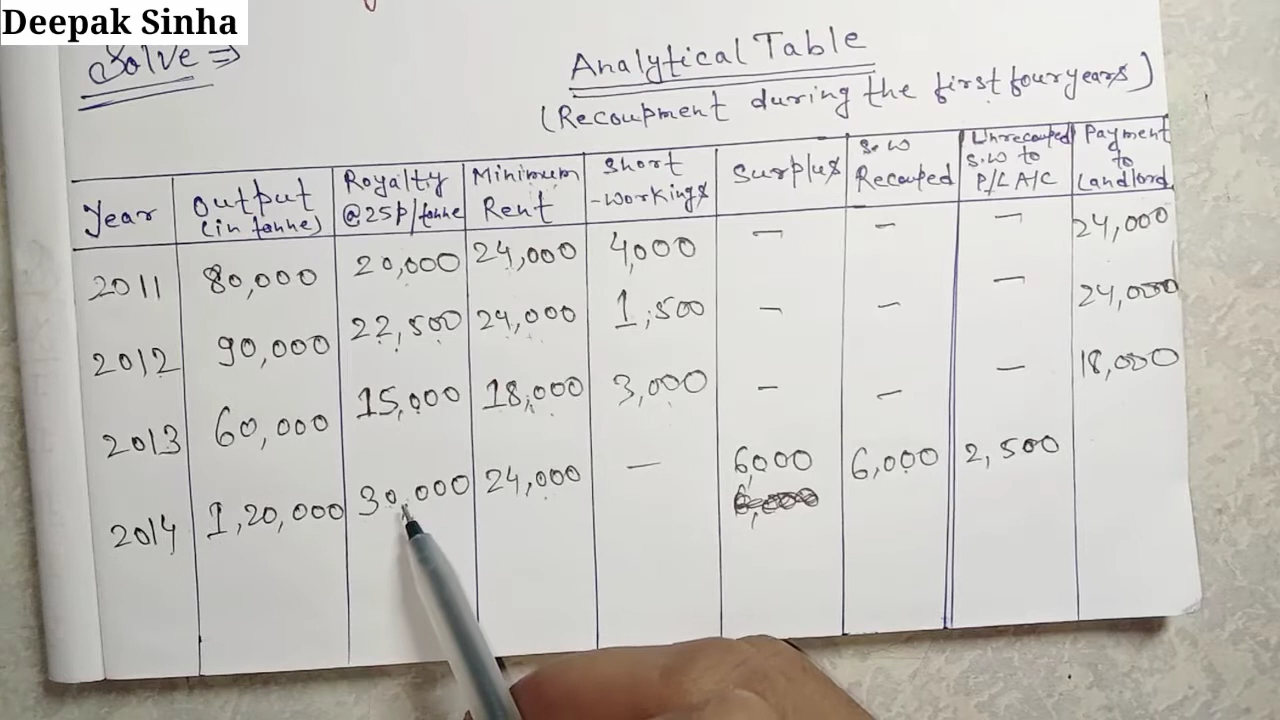 Deepak Sinha
Solve ⇒
Analytical Table
(Recoupment during the first four years)
Year
Output
(in tonne)
Royalty
@25p/tonne
Minimum
Rent
Short
-workings
Surplus
S.W
Recouped
Unrecouped
S.W to
P/L A/C
Payment
to
Landlord
2011 80,000 20,000 24,000 4,000 — — — 24,000
2012 90,000 22,500 24,000 1,500 — — — 24,000
2013 60,000 15,000 18,000 3,000 — — — 18,000
2014 1,20,000 30,000 24,000 — 6000 6,000 2,500